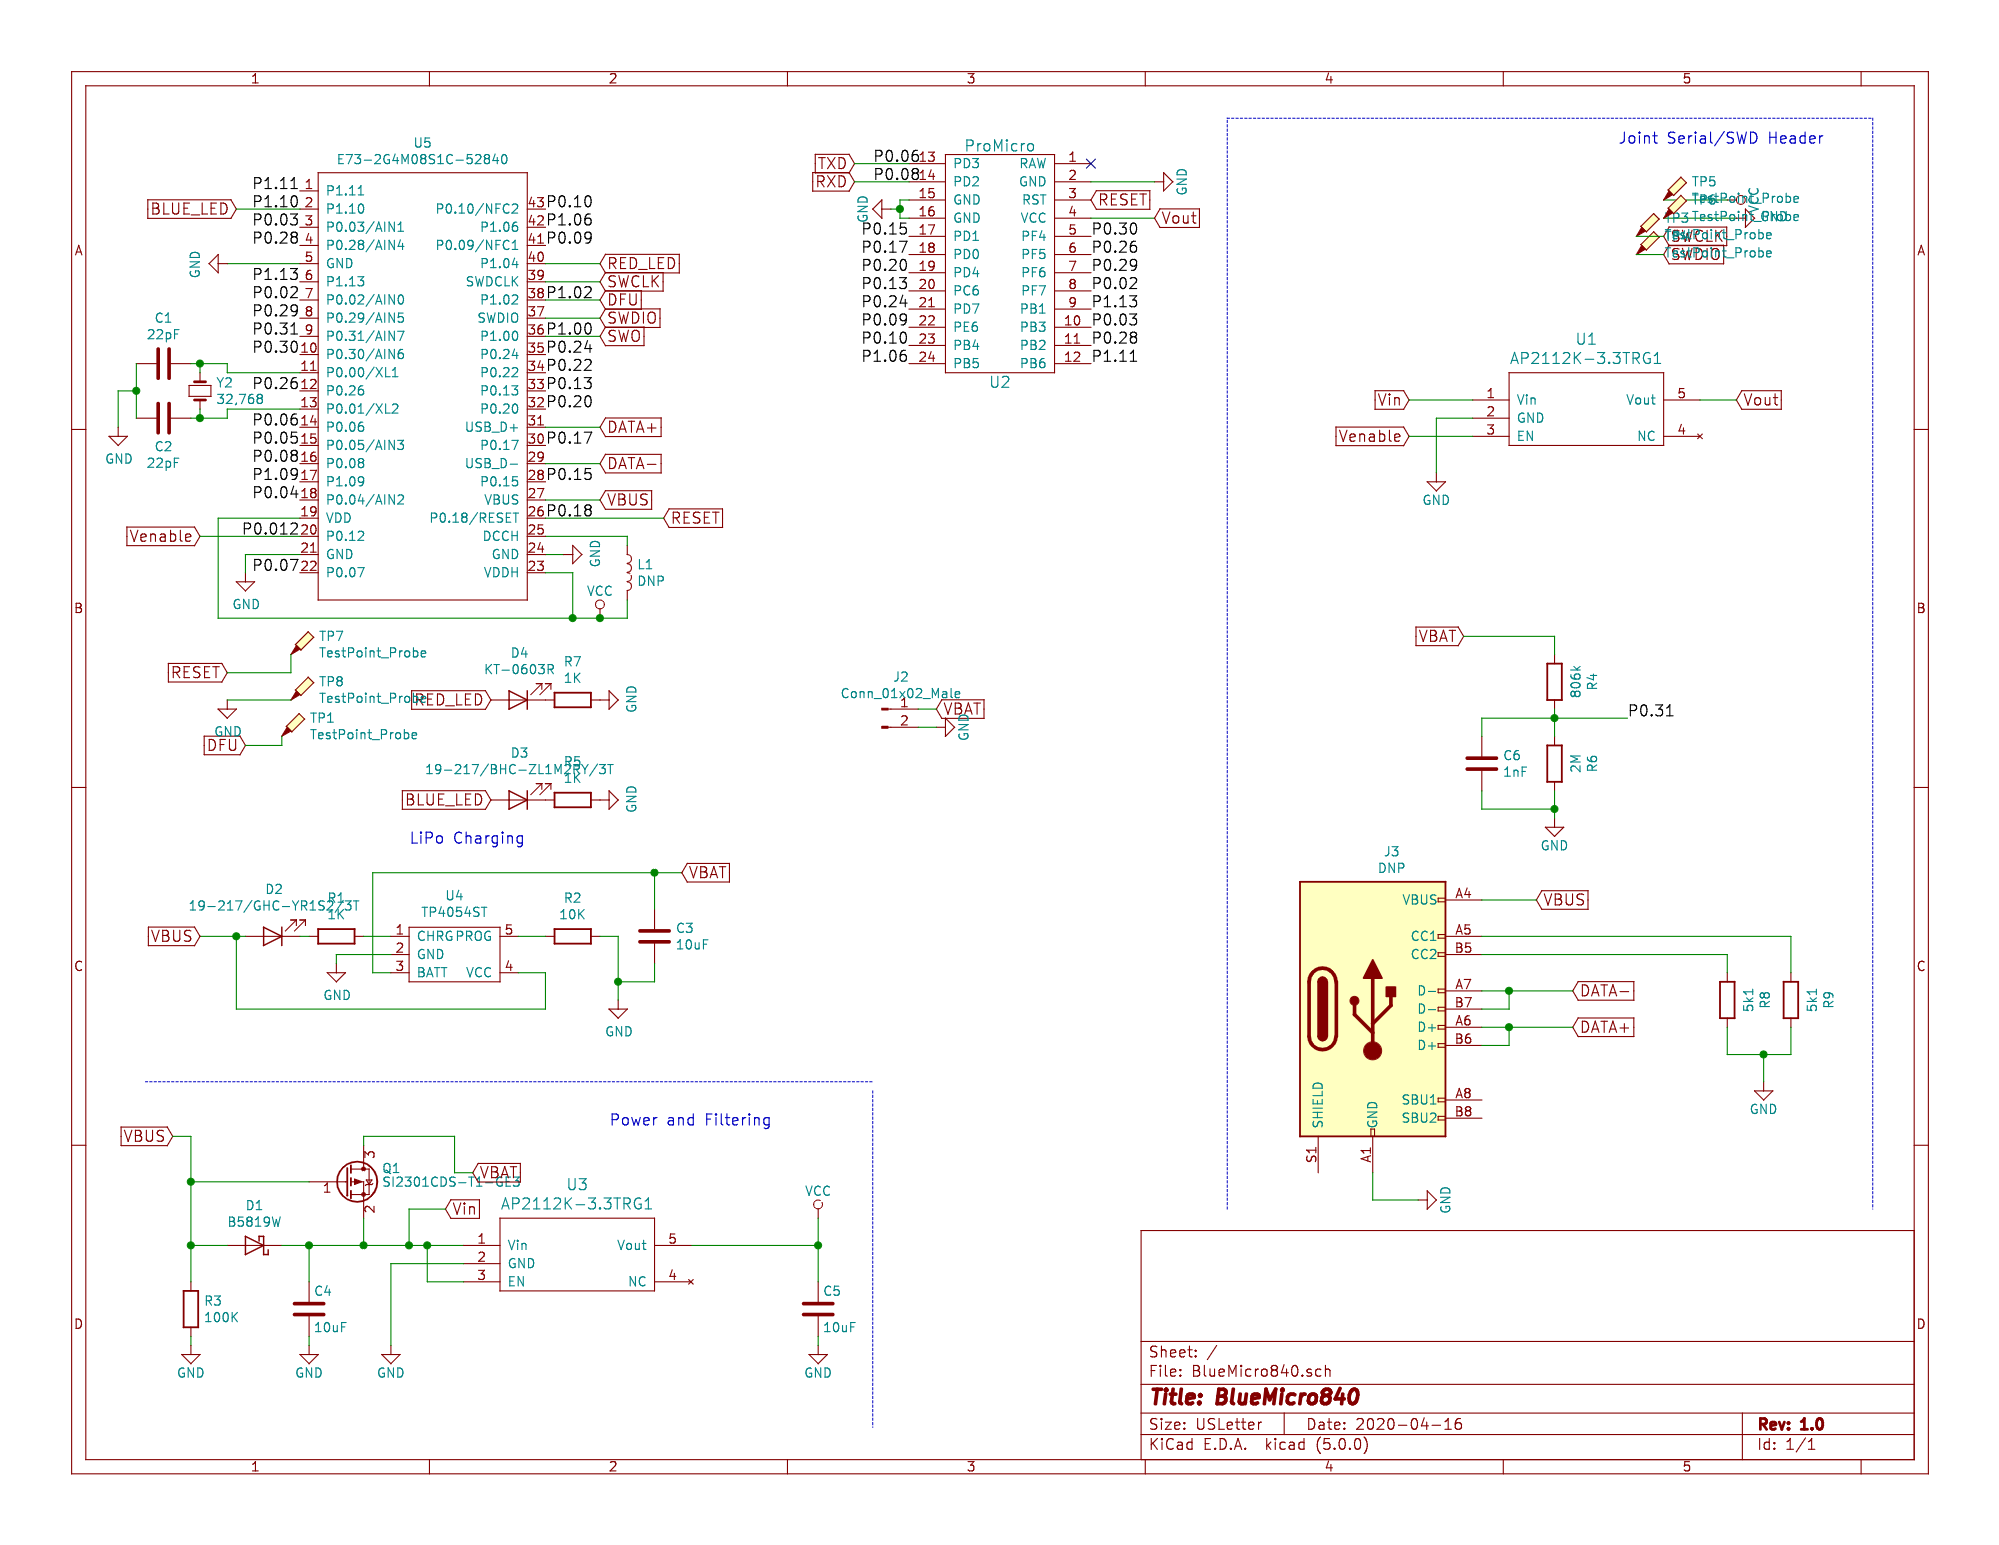 1 2 3 4 5
A
B
C
D
U5
E73-2G4M08S1C-52840
P1.11 1 P1.11
BLUE_LED 2 P1.10 P1.10
P0.03 3 P0.03/AIN1
P0.28 4 P0.28/AIN4
GND 5 GND
P1.13 6 P1.13
P0.02 7 P0.02/AIN0
P0.29 8 P0.29/AIN5
P0.31 9 P0.31/AIN7
P0.30 10 P0.30/AIN6
11 P0.00/XL1
P0.26 12 P0.26
13 P0.01/XL2
P0.06 14 P0.06
P0.05 15 P0.05/AIN3
P0.08 16 P0.08
P1.09 17 P1.09
P0.04 18 P0.04/AIN2
19 VDD
Venable P0.012 20 P0.12
21 GND
GND
P0.07 22 P0.07
P0.10/NFC2 43 P0.10
P1.06 42 P1.06
P0.09/NFC1 41 P0.09
P1.04 40 RED_LED
SWDCLK 39 SWCLK
P1.02 38 P1.02 DFU
SWDIO 37 SWDIO
P1.00 36 P1.00 SWO
P0.24 35 P0.24
P0.22 34 P0.22
P0.13 33 P0.13
P0.20 32 P0.20
USB_D+ 31 DATA+
P0.17 30 P0.17
USB_D- 29 DATA-
P0.15 28 P0.15
VBUS 27 VBUS
P0.18/RESET 26 P0.18 RESET
DCCH 25
GND 24 GND
VDDH 23
VCC
L1
DNP
C1
22pF
Y2
32,768
C2
22pF
GND
ProMicro
TXD P0.06 13 PD3
RXD P0.08 14 PD2
15 GND
GND
16 GND
P0.15 17 PD1
P0.17 18 PD0
P0.20 19 PD4
P0.13 20 PC6
P0.24 21 PD7
P0.09 22 PE6
P0.10 23 PB4
P1.06 24 PB5
RAW 1
GND 2 GND
RST 3 RESET
VCC 4 Vout
PF4 5 P0.30
PF5 6 P0.26
PF6 7 P0.29
PF7 8 P0.02
PB1 9 P1.13
PB3 10 P0.03
PB2 11 P0.28
PB6 12 P1.11
U2
Joint Serial/SWD Header
TP5
TestPoint_Probe
VCC
TestPoint_Probe
GND
TP3
TestPoint_Probe
SWCLK
TestPoint_Probe
SWDIO
U1
AP2112K-3.3TRG1
Vin 1 Vin Vout 5 Vout
2 GND
Venable 3 EN NC 4
GND
TP7
TestPoint_Probe
RESET
TP8
TestPoint_Probe
GND
TP1
TestPoint_Probe
DFU
D4
KT-0603R
R7
1K
RED_LED
GND
D3
19-217/BHC-ZL1M2RY/3T
R5
1K
BLUE_LED
GND
J2
Conn_01x02_Male
1 VBAT
2 GND
VBAT
806k R4
P0.31
C6
1nF
2M R6
GND
LiPo Charging
VBAT
D2
19-217/GHC-YR1S2/3T
R1
1K
U4
TP4054ST
R2
10K
C3
10uF
VBUS
1 CHRG PROG 5
2 GND
3 BATT VCC 4
GND
GND
J3
DNP
VBUS A4 VBUS
CC1 A5
CC2 B5
D- A7 DATA-
D- B7
D+ A6 DATA+
D+ B6
SBU1 A8
SBU2 B8
SHIELD S1
GND A1
GND
5k1 R8
5k1 R9
GND
Power and Filtering
VBUS
3
Q1
SI2301CDS-T1-GE3
1
2
VBAT
Vin
D1
B5819W
U3
AP2112K-3.3TRG1
1 Vin Vout 5
2 GND
3 EN NC 4
VCC
R3
100K
C4
10uF
C5
10uF
GND
GND
GND
GND
Sheet: /
File: BlueMicro840.sch
Title: BlueMicro840
Size: USLetter Date: 2020-04-16 Rev: 1.0
KiCad E.D.A. kicad (5.0.0) Id: 1/1
1 2 3 4 5
A
B
C
D